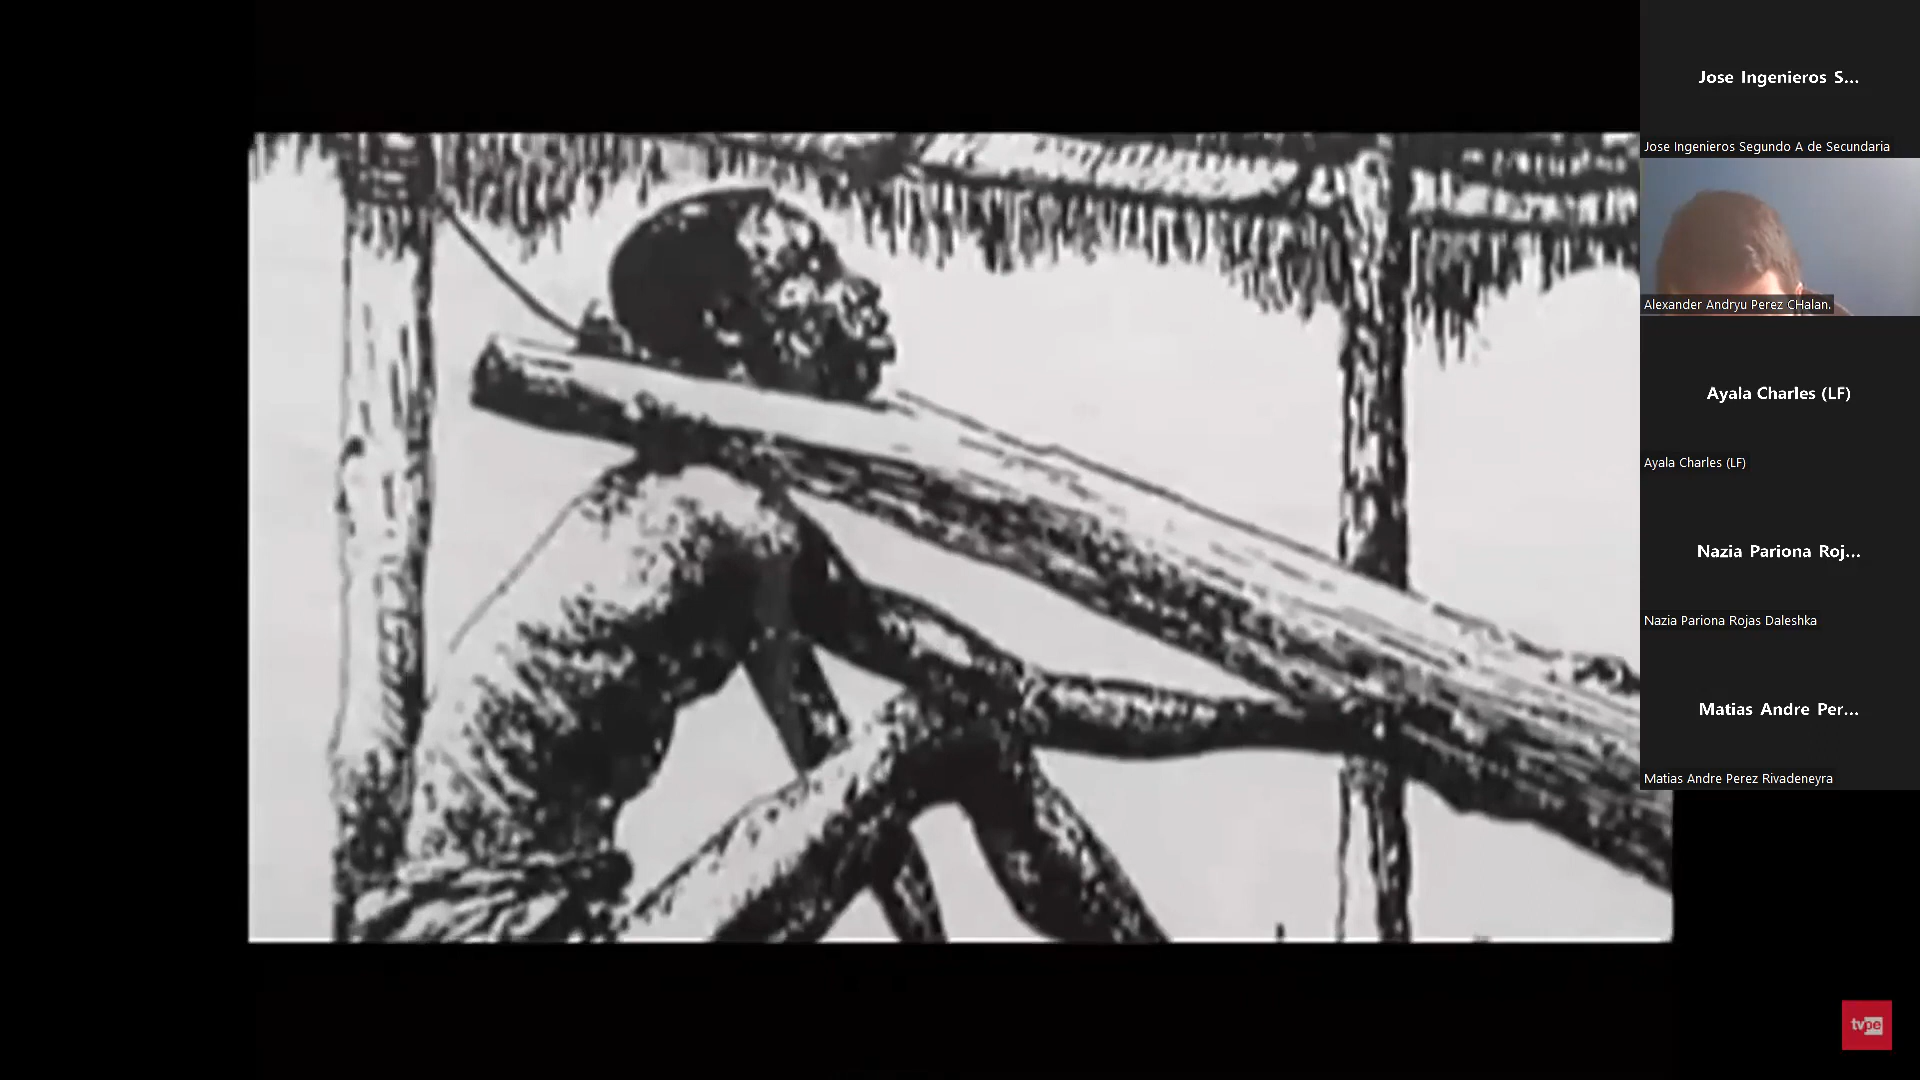 Jose Ingenieros S...
Jose Ingenieros Segundo A de Secundaria
Alexander Andryu Perez CHalan.
Ayala Charles (LF)
Ayala Charles (LF)
Nazia Pariona Roj...
Nazia Pariona Rojas Daleshka
Matias Andre Per...
Matias Andre Perez Rivadeneyra
tvpe